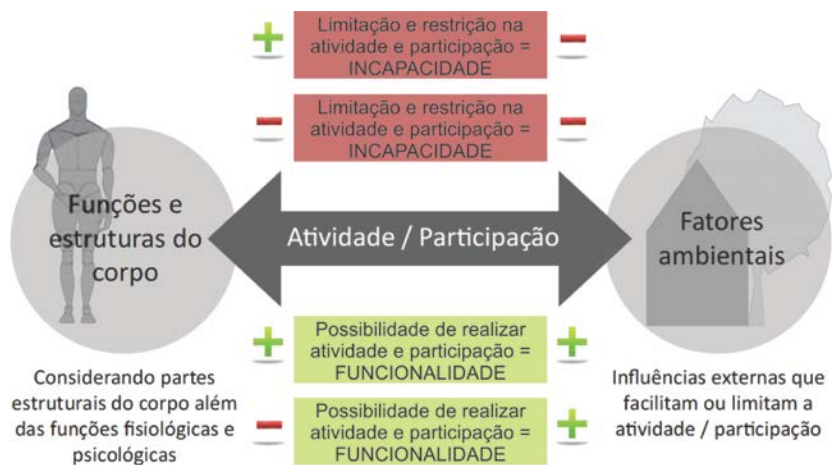 Limitação e restrição na
atividade e participação =
INCAPACIDADE
Limitação e restrição na
atividade e participação =
INCAPACIDADE
Funções e
estruturas do
corpo
Atividade / Participação
Fatores
ambientais
Possibilidade de realizar
atividade e participação =
FUNCIONALIDADE
Possibilidade de realizar
atividade e participação =
FUNCIONALIDADE
Considerando partes
estruturais do corpo além
das funções fisiológicas e
psicológicas
Influências externas que
facilitam ou limitam a
atividade / participação